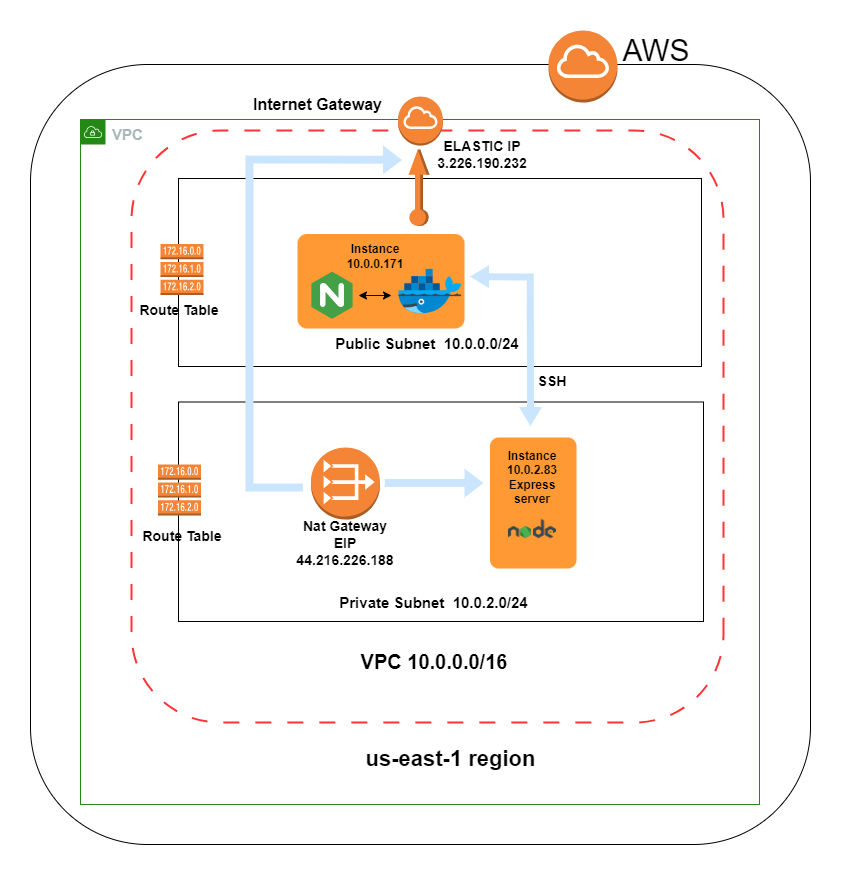 AWS
Internet Gateway
VPC
ELASTIC IP
3.226.190.232
172.16.0.0
172.16.1.0
172.16.2.0
Route Table
Instance
10.0.0.171
N
Public Subnet 10.0.0.0/24
SSH
172.16.0.0
172.16.1.0
172.16.2.0
Route Table
Nat Gateway
EIP
44.216.226.188
Instance
10.0.2.83
Express
server
node
Private Subnet 10.0.2.0/24
VPC 10.0.0.0/16
us-east-1 region